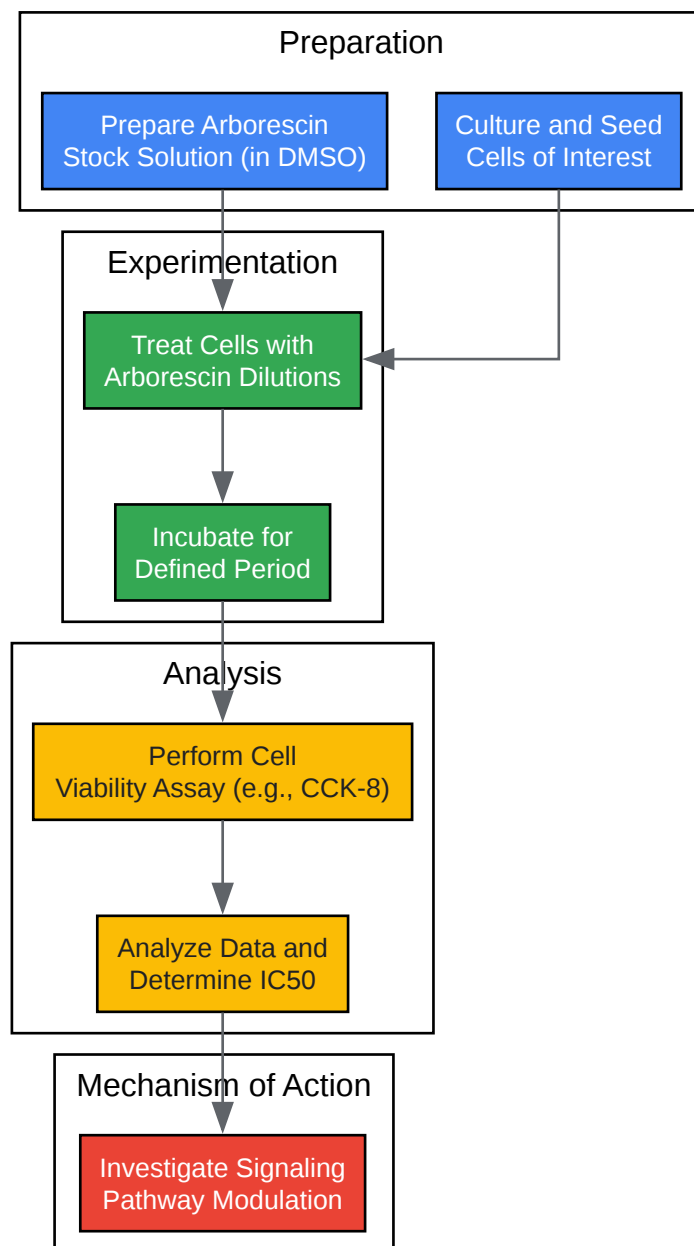 Preparation
Prepare Arborescin
Stock Solution (in DMSO)
Culture and Seed
Cells of Interest
Experimentation
Treat Cells with
Arborescin Dilutions
Incubate for
Defined Period
Analysis
Perform Cell
Viability Assay (e.g., CCK-8)
Analyze Data and
Determine IC50
Mechanism of Action
Investigate Signaling
Pathway Modulation